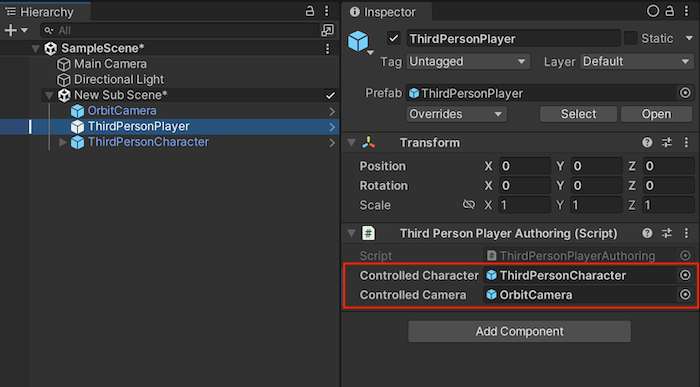 Hierarchy
All
SampleScene*
Main Camera
Directional Light
New Sub Scene*
OrbitCamera
ThirdPersonPlayer
ThirdPersonCharacter
Inspector
ThirdPersonPlayer Static
Tag Untagged Layer Default
Prefab ThirdPersonPlayer
Overrides Select Open
Transform
Position X 0 Y 0 Z 0
Rotation X 0 Y 0 Z 0
Scale X 1 Y 1 Z 1
# Third Person Player Authoring (Script)
Script ThirdPersonPlayerAuthoring
Controlled Character ThirdPersonCharacter
Controlled Camera OrbitCamera
Add Component